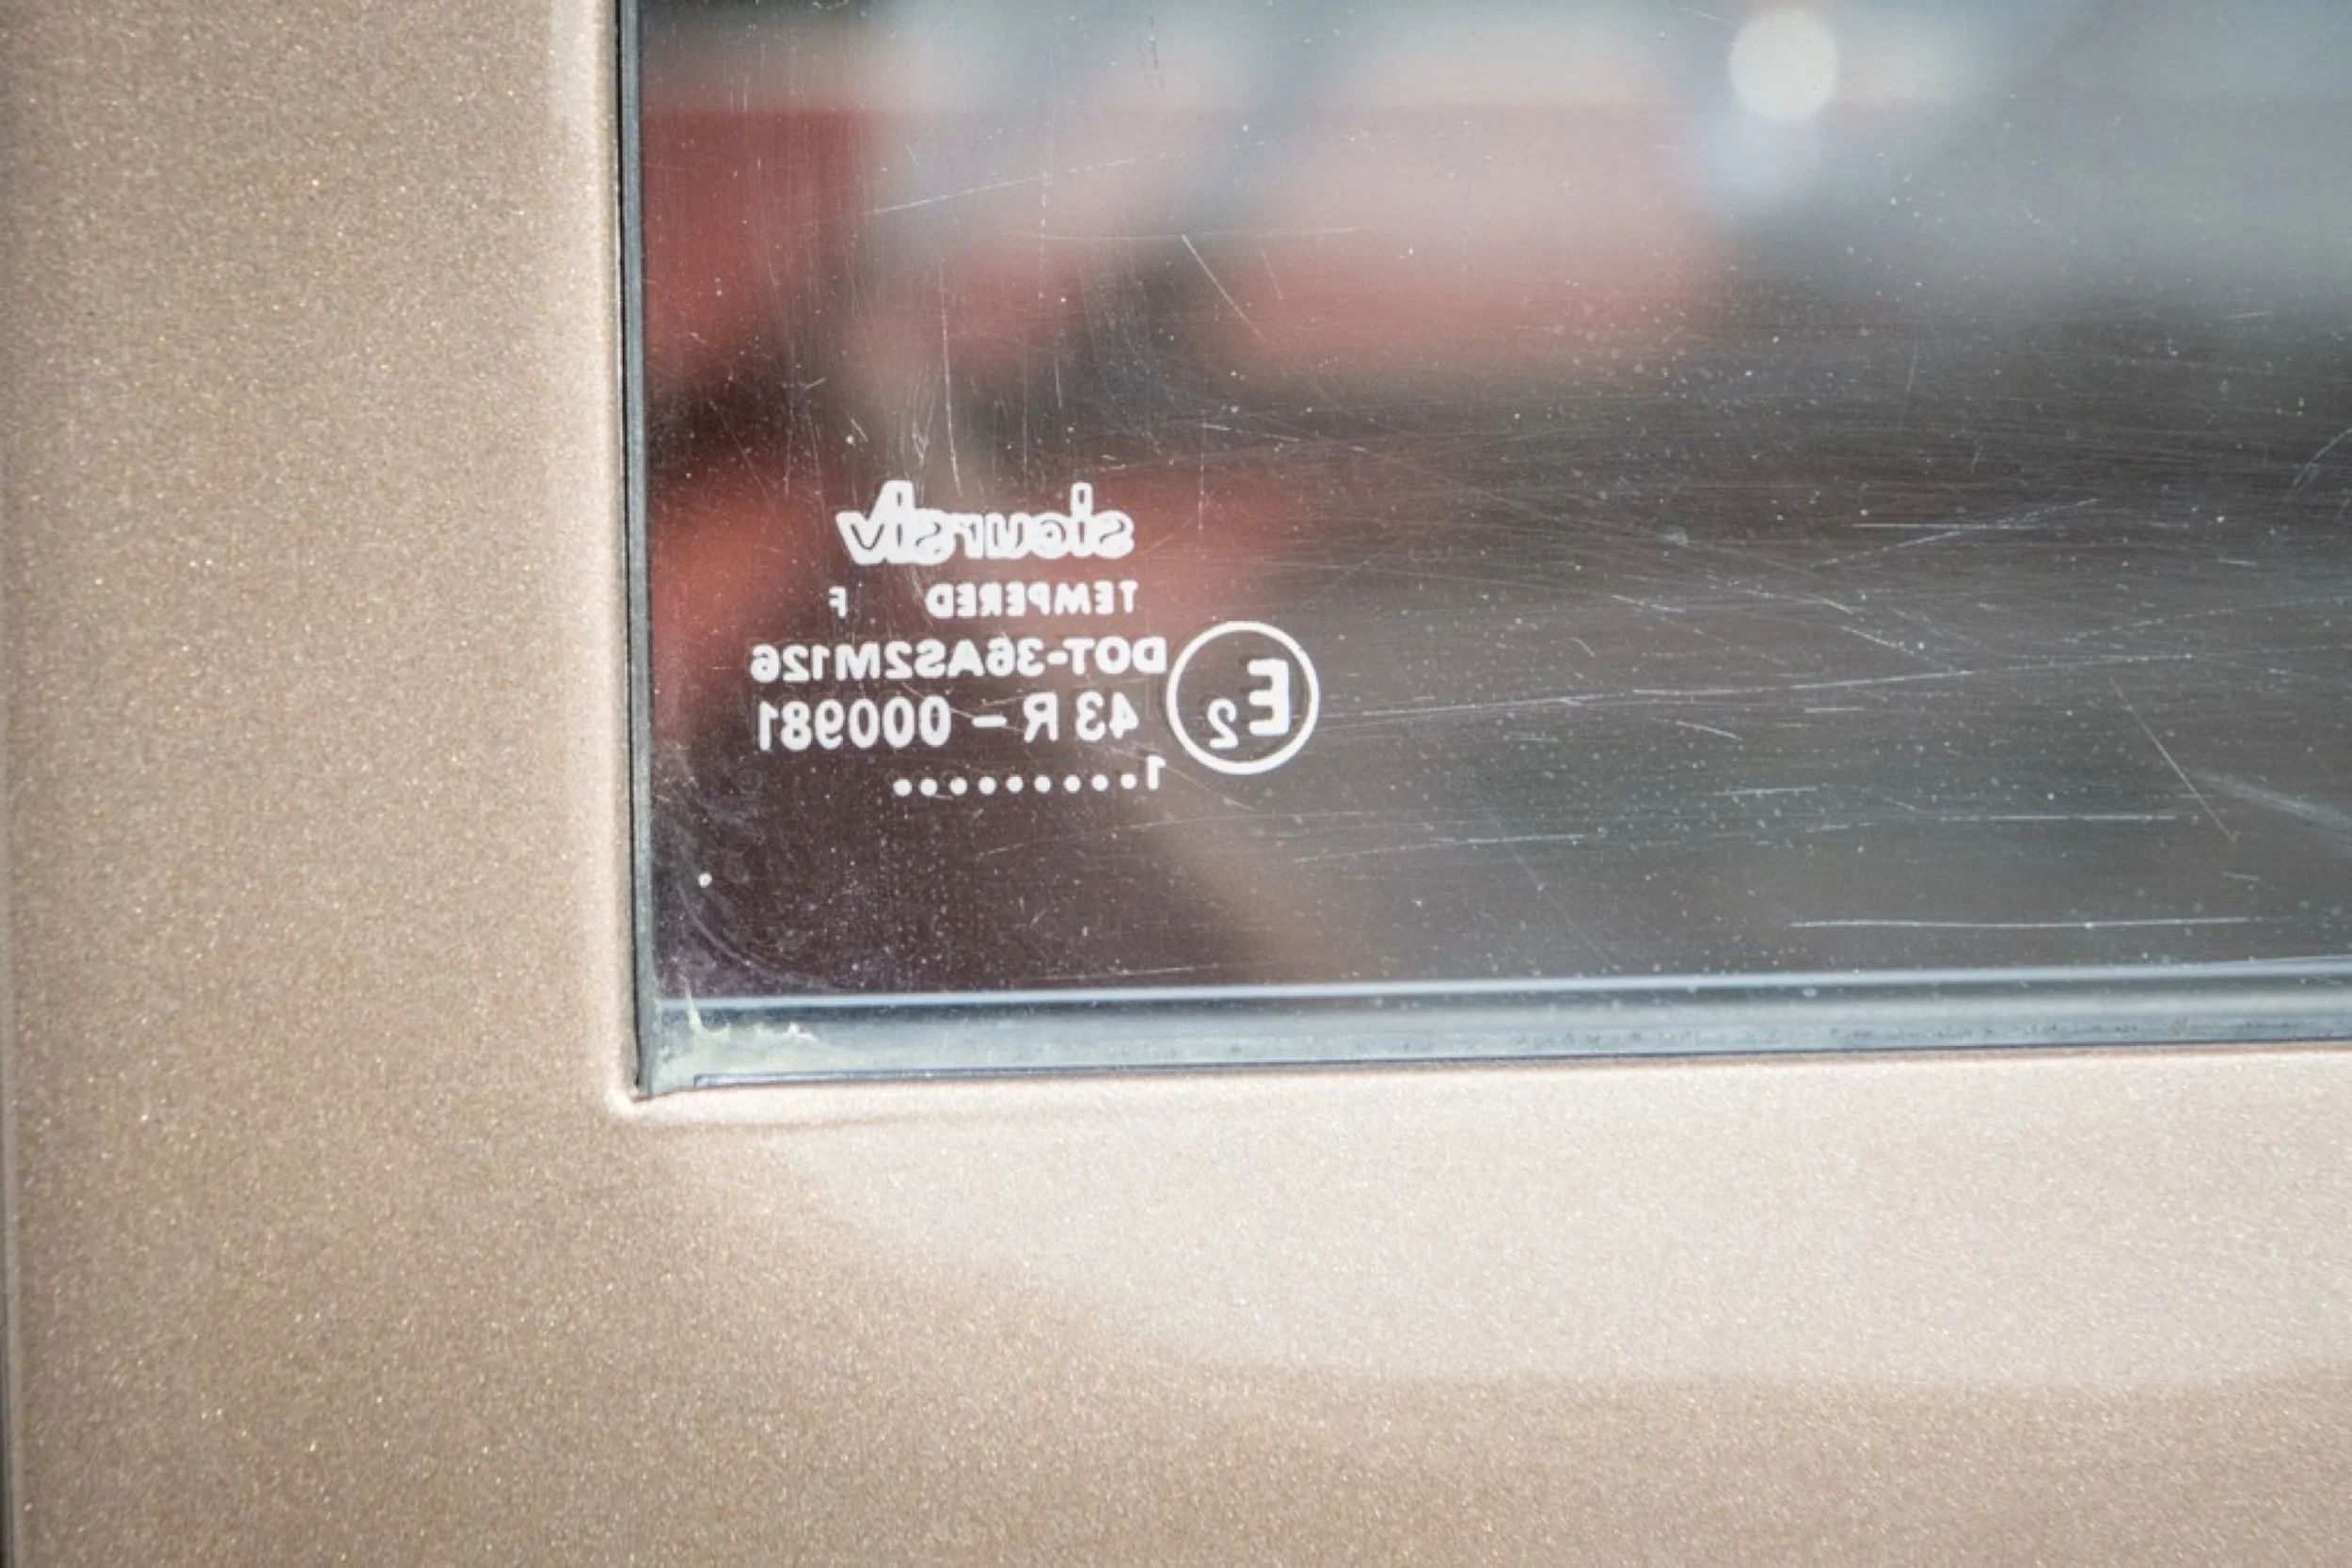 sicursiv
TEMPERED F
DOT-36AS2M126
E2 43 R - 000981
1.........